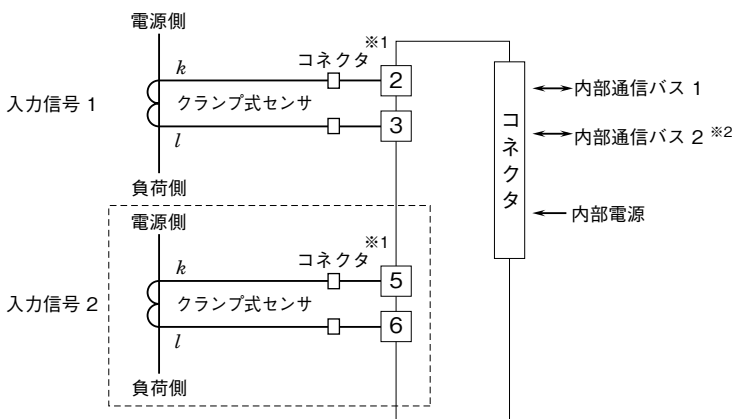 電源側
k
コネクタ ※1
2
入力信号 1
クランプ式センサ
3
l
負荷側
電源側
k
コネクタ ※1
5
入力信号 2
クランプ式センサ
6
l
負荷側
コネクタ
内部通信バス 1
内部通信バス 2 ※2
内部電源